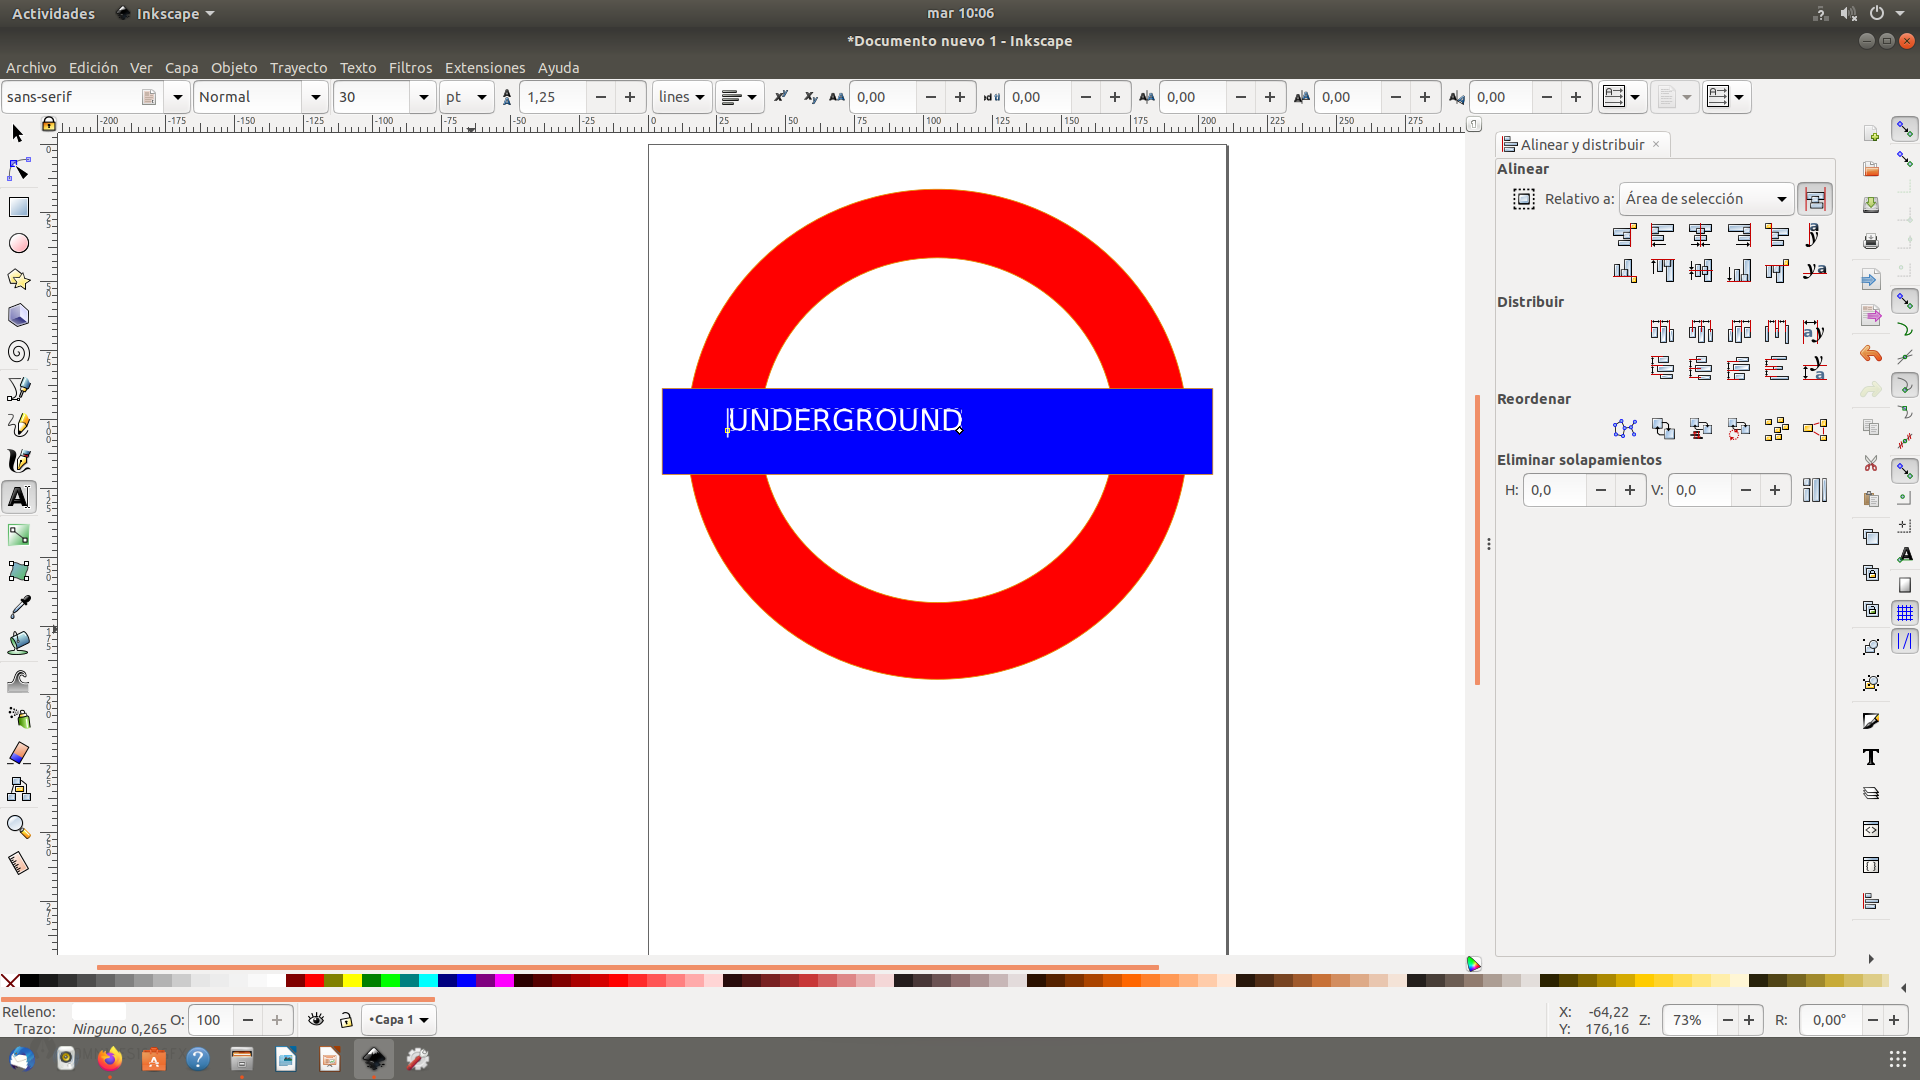 Actividades Inkscape mar 10:06
*Documento nuevo 1 - Inkscape
Archivo Edición Ver Capa Objeto Trayecto Texto Filtros Extensiones Ayuda
sans-serif Normal 30 pt 1,25 lines 0,00 0,00 0,00 0,00 0,00
-200 -175 -150 -125 -100 -75 -50 -25 0 25 50 75 100 125 150 175 200 225 250 275
Alinear y distribuir
Alinear
Relativo a: Área de selección
Distribuir
Reordenar
UNDERGROUND
Eliminar solapamientos
H: 0,0 V: 0,0
Relleno:
Trazo: Ninguno 0,265 O: 100 •Capa 1
X: -64,22
Y: 176,16
Z: 73% R: 0,00°